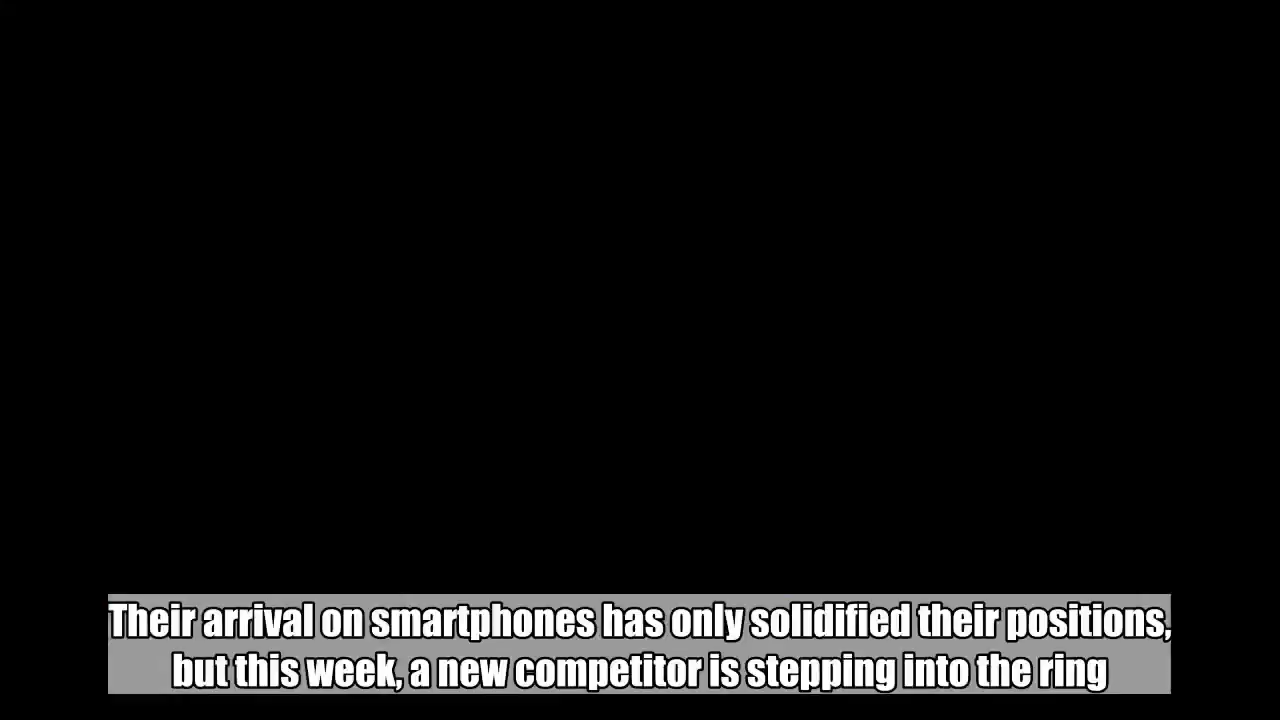 Their arrival on smartphones has only solidified their positions,
but this week, a new competitor is stepping into the ring